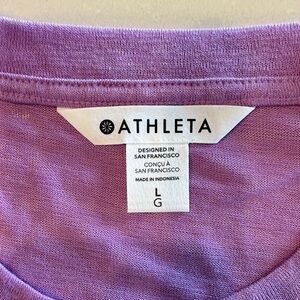 ATHLETA
DESIGNED IN
SAN FRANCISCO
CONÇU À
SAN FRANCISCO
MADE IN INDONESIA
L
G